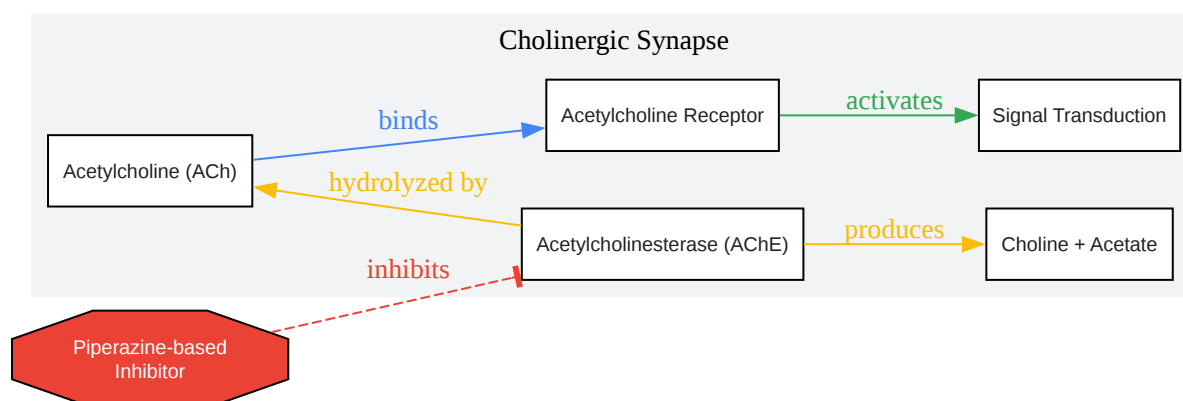 Cholinergic Synapse
binds
Acetylcholine Receptor
activates
Signal Transduction
Acetylcholine (ACh)
hydrolyzed by
Acetylcholinesterase (AChE)
produces
Choline + Acetate
inhibits
Piperazine-based
Inhibitor